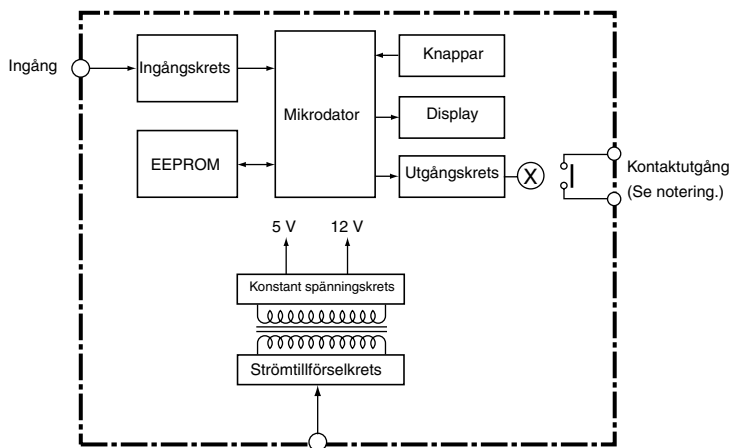 Ingång
Ingångskrets
Mikrodator
Knappar
Display
EEPROM
Utgångskrets
X
Kontaktutgång
(Se notering.)
5 V
12 V
Konstant spänningskrets
Strömtillförselkrets